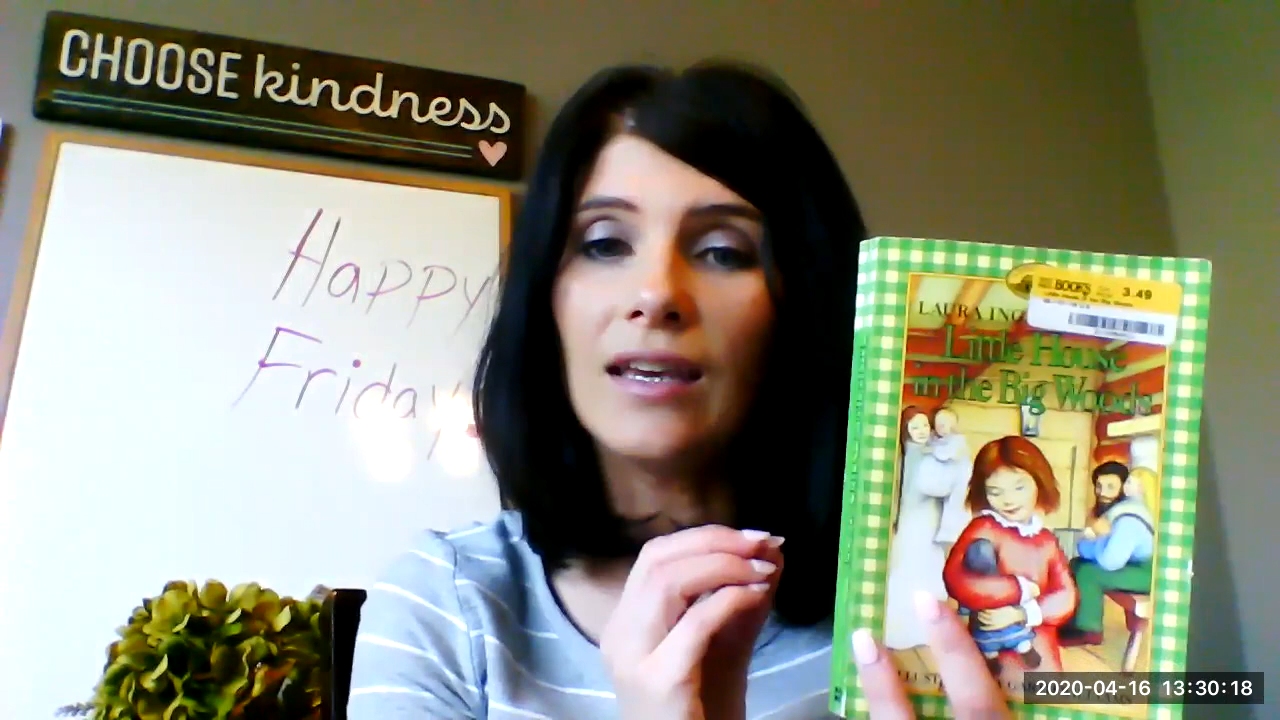 CHOOSE kindness
Happy
Friday
BOOKS 3.49
LAURA
Little House
in the Big Woods
2020-04-16 13:30:18